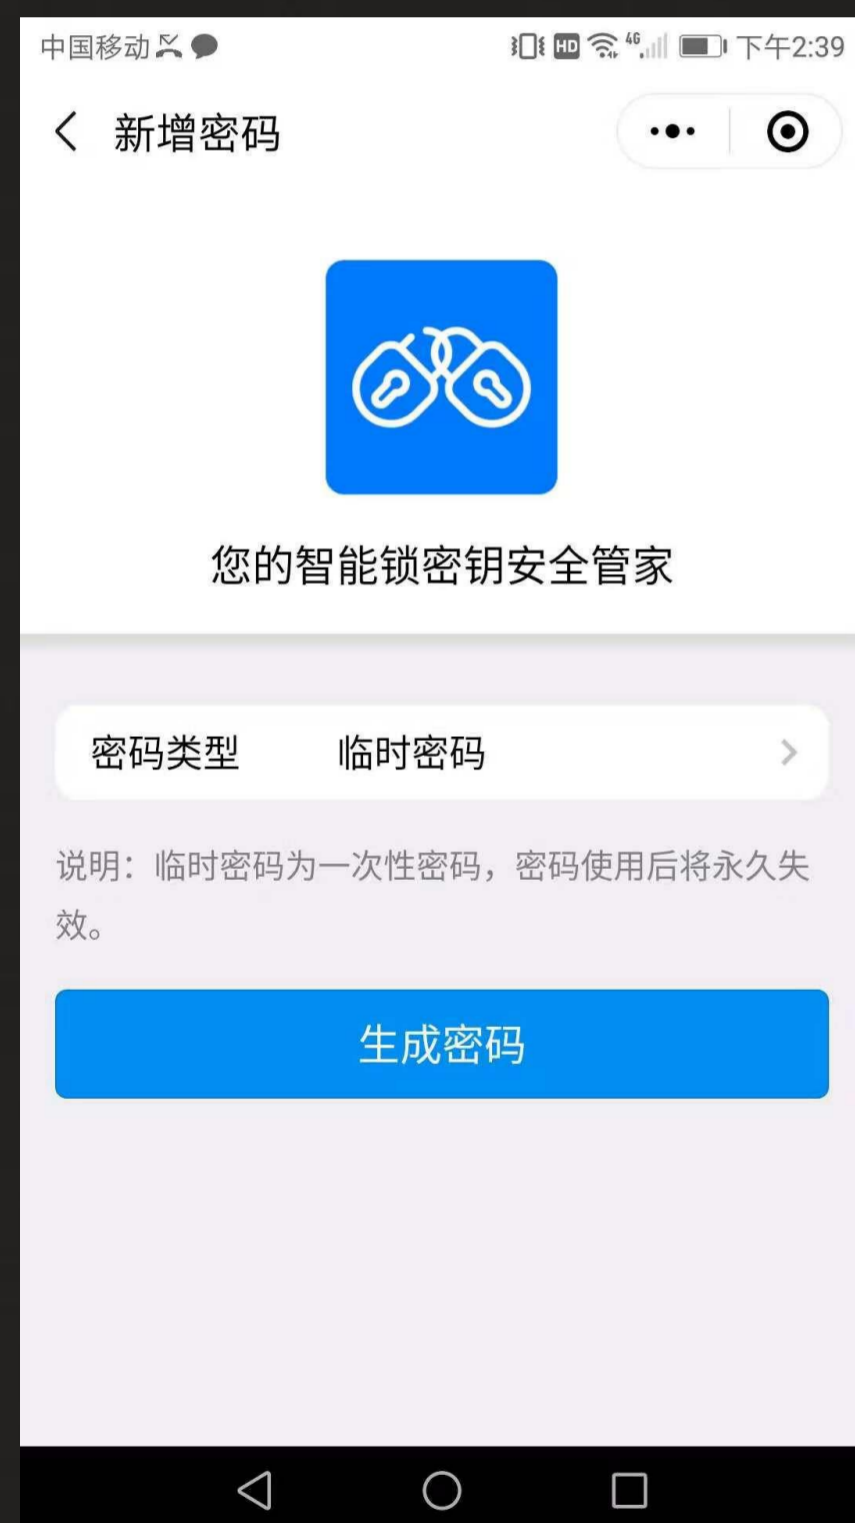 中国移动 HD 4G 下午2:39
新增密码
您的智能锁密钥安全管家
密码类型 临时密码
说明：临时密码为一次性密码，密码使用后将永久失
效。
生成密码